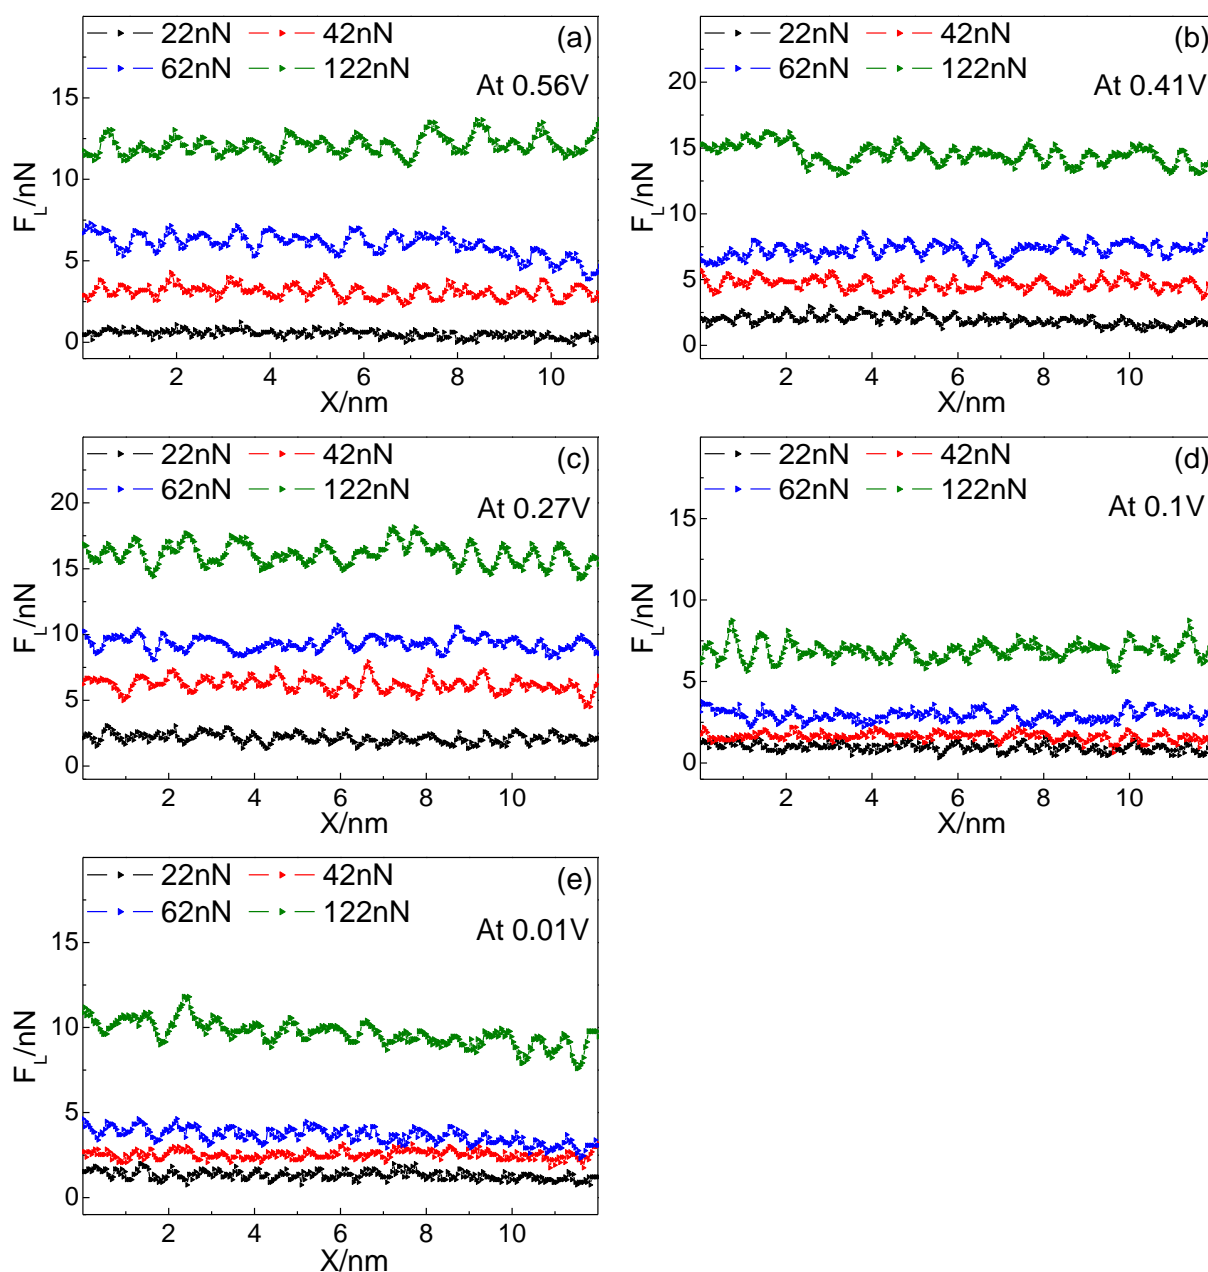 22nN 42nN (a)
62nN 122nN
At 0.56V
15
10
5
0
F_L/nN
2 4 6 8 10
X/nm
22nN 42nN (b)
62nN 122nN
At 0.41V
20
15
10
5
0
F_L/nN
2 4 6 8 10
X/nm
22nN 42nN (c)
62nN 122nN
At 0.27V
20
15
10
5
0
F_L/nN
2 4 6 8 10
X/nm
22nN 42nN (d)
62nN 122nN
At 0.1V
15
10
5
0
F_L/nN
2 4 6 8 10
X/nm
22nN 42nN (e)
62nN 122nN
At 0.01V
15
10
5
0
F_L/nN
2 4 6 8 10
X/nm